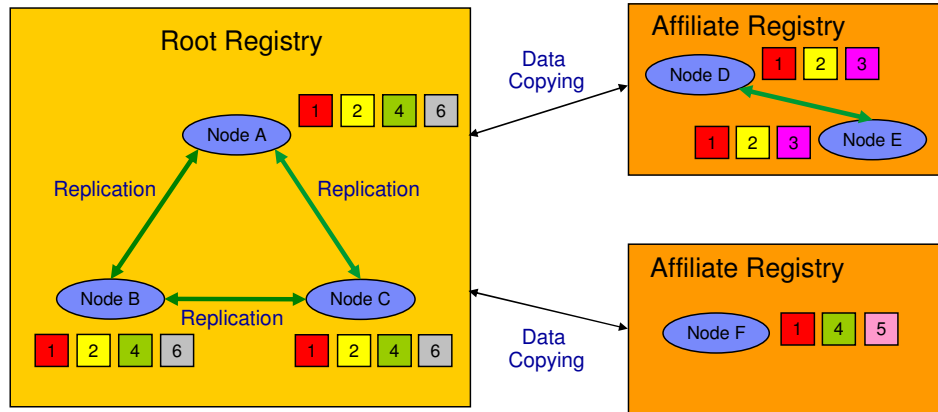 Root Registry
1 2 4 6
Node A
Replication
Replication
Node B
Node C
Replication
1 2 4 6
1 2 4 6
Data
Copying
Data
Copying
Affiliate Registry
Node D
1 2 3
1 2 3
Node E
Affiliate Registry
Node F
1 4 5